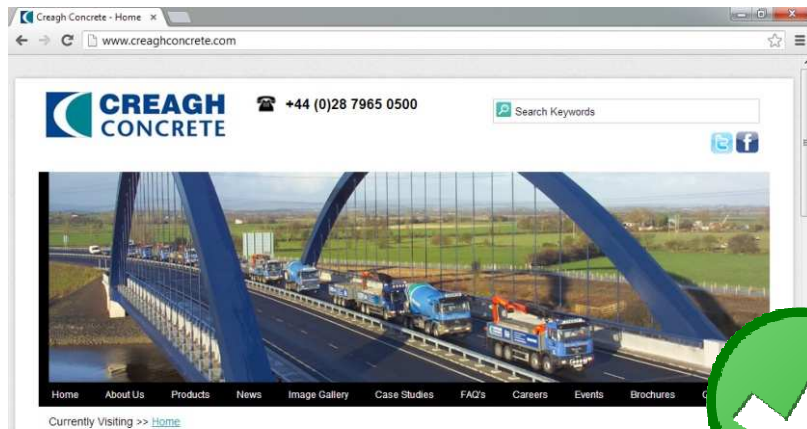 Creagh Concrete - Home
www.creaghconcrete.com
CREAGH
CONCRETE
+44 (0)28 7965 0500
Search Keywords
Home About Us Products News Image Gallery Case Studies FAQ's Careers Events Brochures
Currently Visiting >> Home